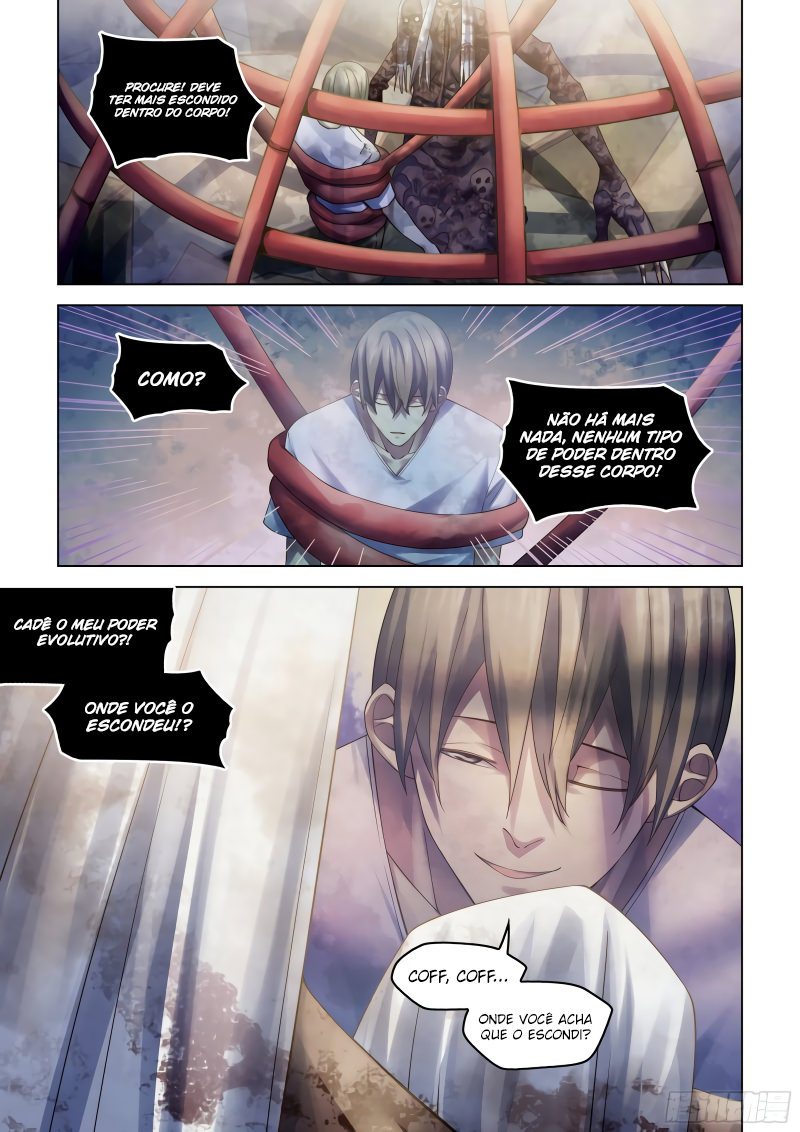 PROCURE! DEVE
TER MAIS ESCONDIDO
DENTRO DO CORPO!
COMO?
NÃO HÁ MAIS
NADA, NENHUM TIPO
DE PODER DENTRO
DESSE CORPO!
CADÊ O MEU PODER
EVOLUTIVO?!
ONDE VOCÊ O
ESCONDEU!?
COFF, COFF...
ONDE VOCÊ ACHA
QUE O ESCONDI?